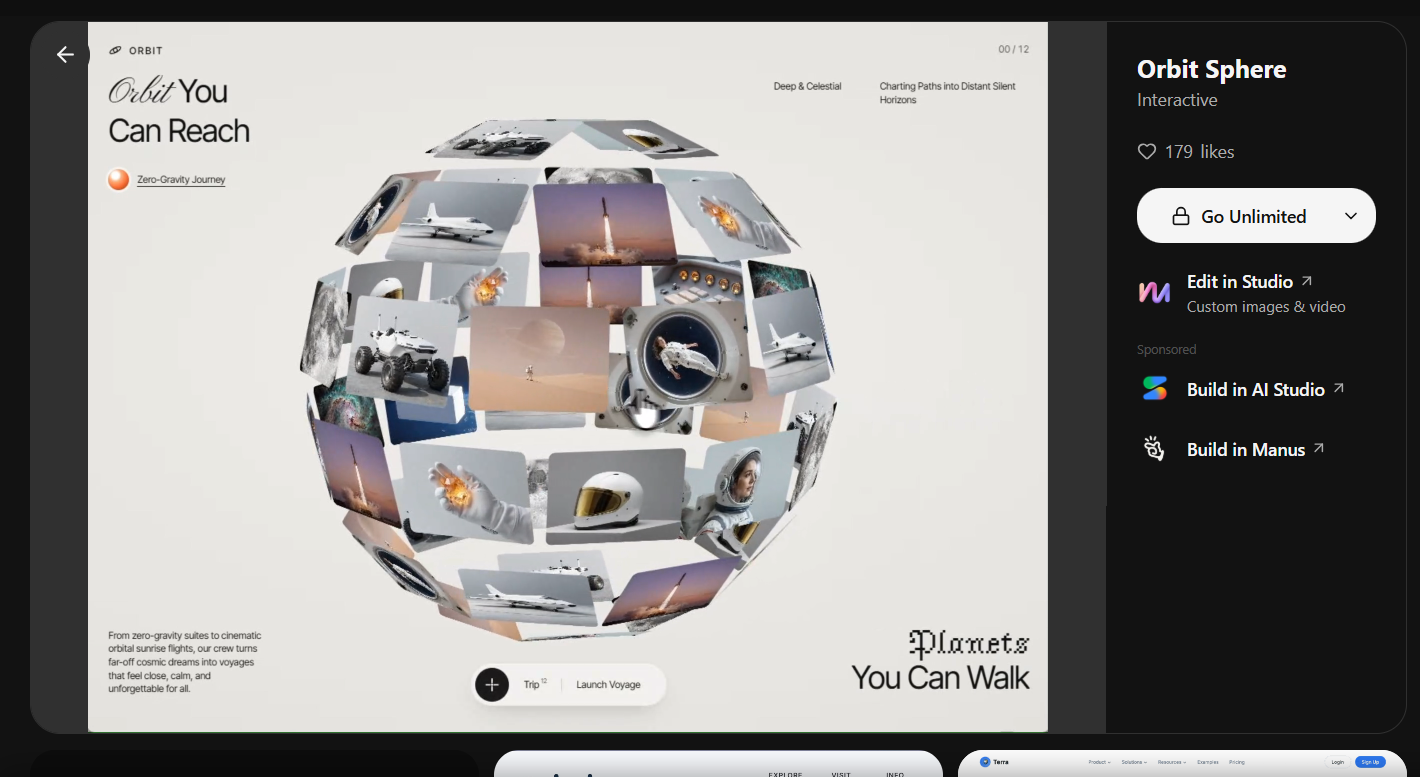 ORBIT
00 / 12
Orbit You
Can Reach
Deep & Celestial
Charting Paths into Distant Silent
Horizons
Zero-Gravity Journey
From zero-gravity suites to cinematic
orbital sunrise flights, our crew turns
far-off cosmic dreams into voyages
that feel close, calm, and
unforgettable for all.
Trip 12
Launch Voyage
Planets
You Can Walk
Orbit Sphere
Interactive
179 likes
Go Unlimited
Edit in Studio
Custom images & video
Sponsored
Build in AI Studio
Build in Manus
EXPLORE
VISIT
INFO
Terra
Product
Solutions
Resources
Examples
Pricing
Login
Sign Up